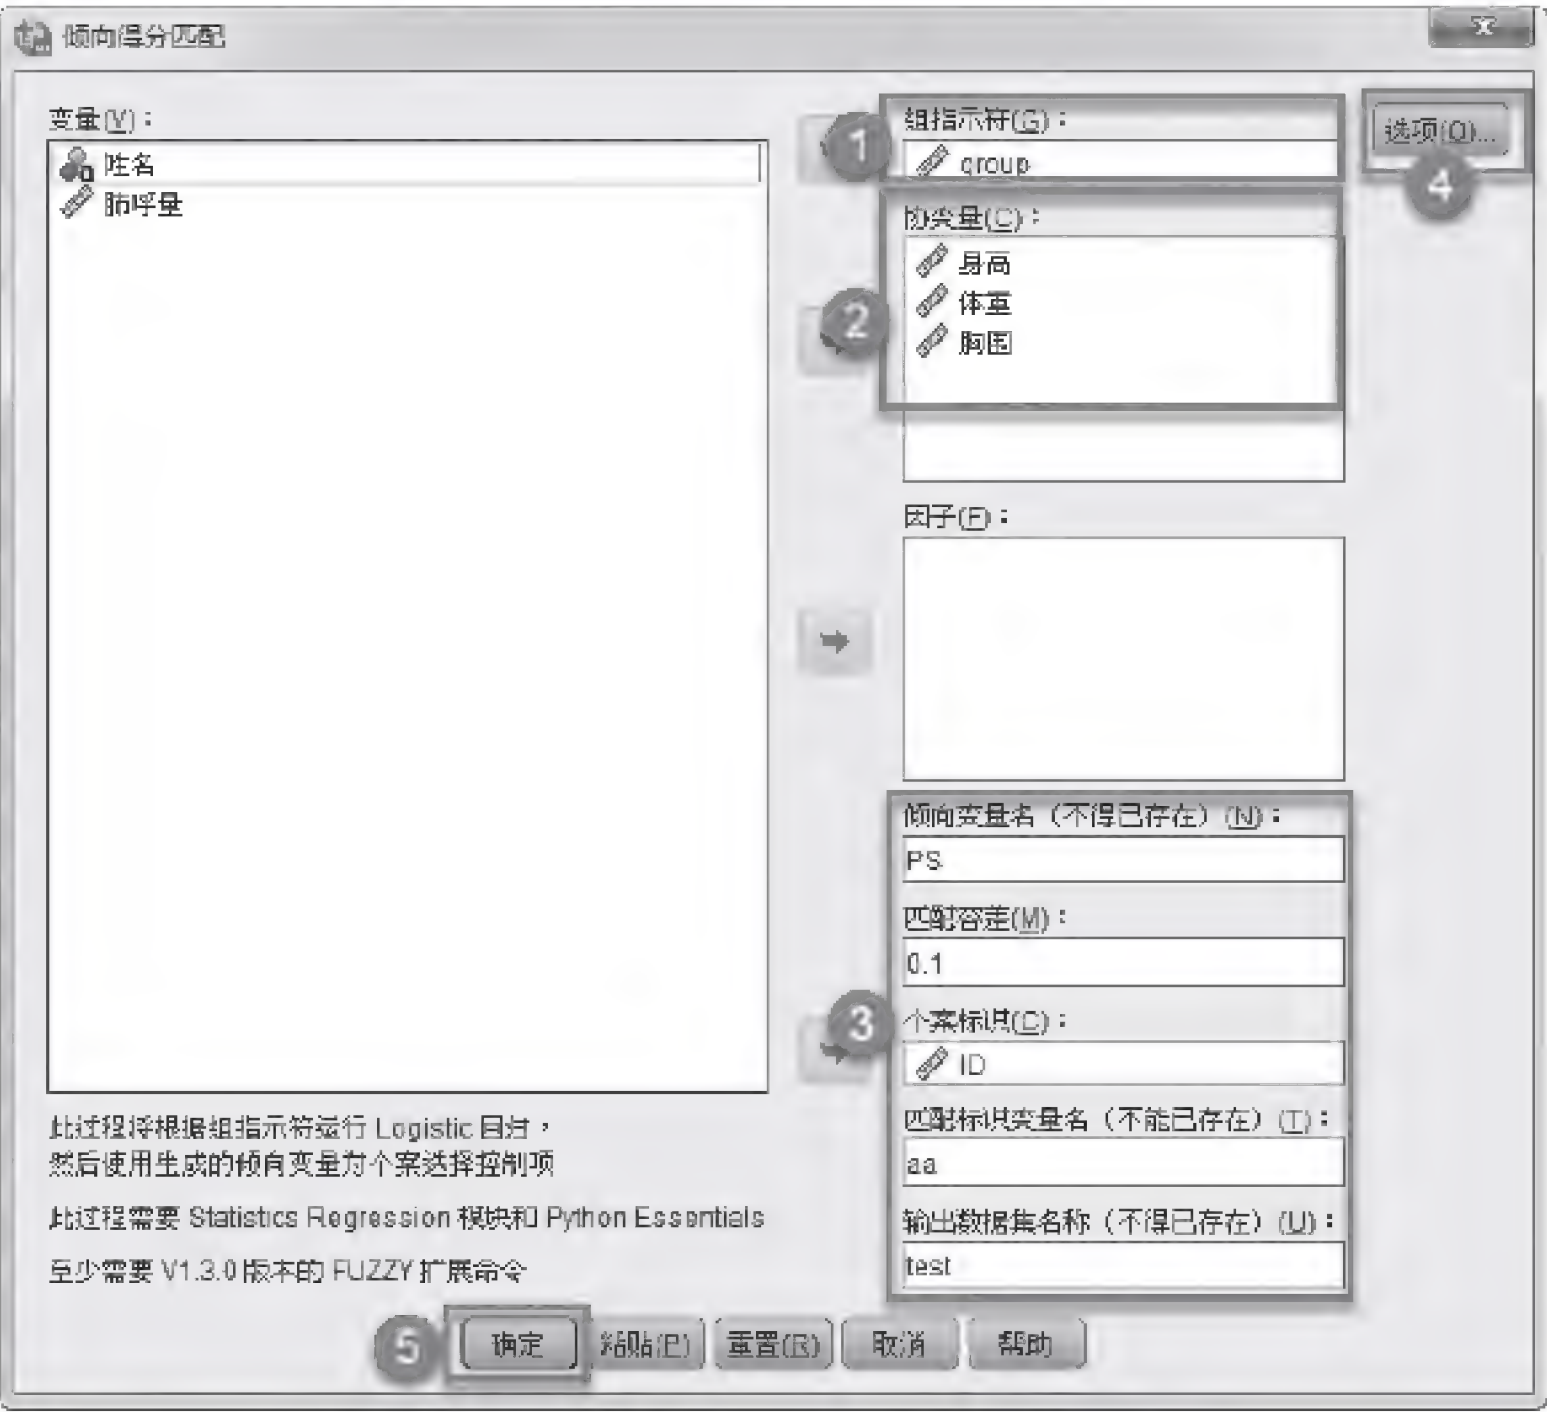 倾向得分匹配
变量(V)：
姓名
肺呼量
1
组指示符(G)：
group
选项(O)...
4
协变量(C)：
身高
体重
胸围
2
因子(F)：
倾向变量名（不得已存在）(N)：
PS
匹配容差(M)：
0.1
3
个案标识(D)：
ID
匹配标识变量名（不能已存在）(T)：
aa
输出数据集名称（不得已存在）(U)：
test
此过程将根据组指示符运行 Logistic 回归，
然后使用生成的倾向变量为个案选择控制项
此过程需要 Statistics Regression 模块和 Python Essentials
至少需要 V1.3.0 版本的 FUZZY 扩展命令
5
确定
粘贴(P)
重置(R)
取消
帮助